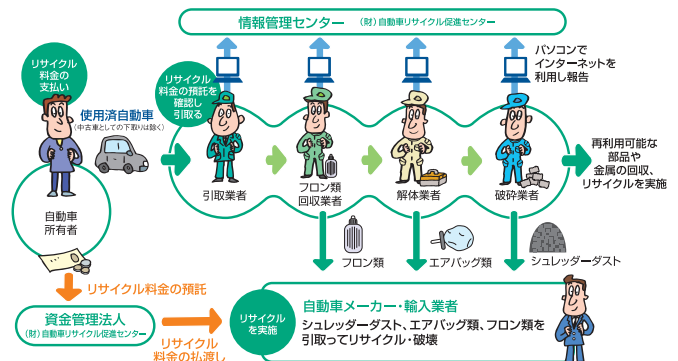 情報管理センター （財）自動車リサイクル促進センター
リサイクル
料金の
支払い
リサイクル
料金の預託を
確認し
引取る
パソコンで
インターネットを
利用し報告
使用済自動車
（中古車としての下取りは除く）
自動車
所有者
引取業者
フロン類
回収業者
解体業者
破砕業者
再利用可能な
部品や
金属の回収、
リサイクルを実施
フロン類
エアバッグ類
シュレッダーダスト
リサイクル料金の預託
資金管理法人
（財）自動車リサイクル促進センター
リサイクル
料金の払渡し
リサイクル
を実施
自動車メーカー・輸入業者
シュレッダーダスト、エアバッグ類、フロン類を
引取ってリサイクル・破壊